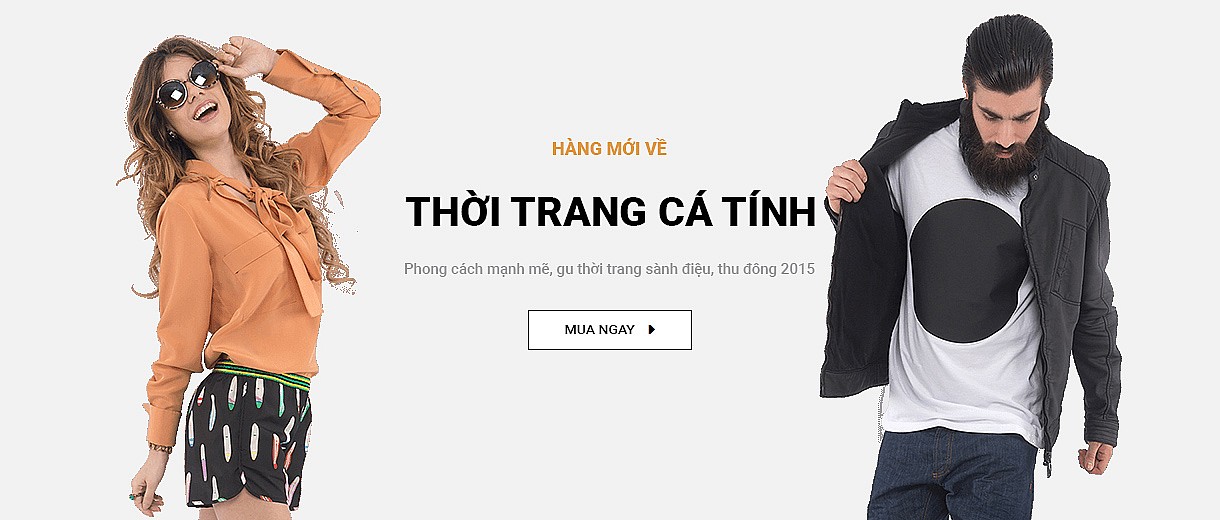 HÀNG MỚI VỀ
THỜI TRANG CÁ TÍNH
Phong cách mạnh mẽ, gu thời trang sành điệu, thu đông 2015
MUA NGAY